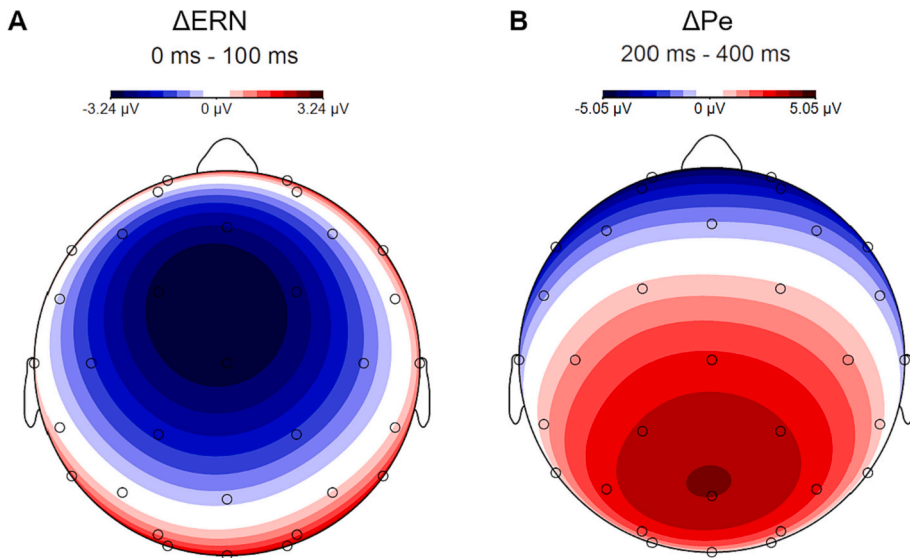 A ΔERN
0 ms - 100 ms
-3.24 µV 0 µV 3.24 µV
B ΔPe
200 ms - 400 ms
-5.05 µV 0 µV 5.05 µV